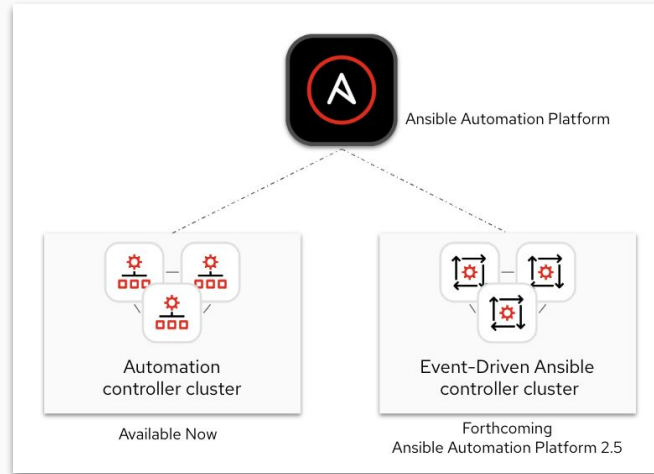 Ansible Automation Platform
Automation
controller cluster
Available Now
Event-Driven Ansible
controller cluster
Forthcoming
Ansible Automation Platform 2.5